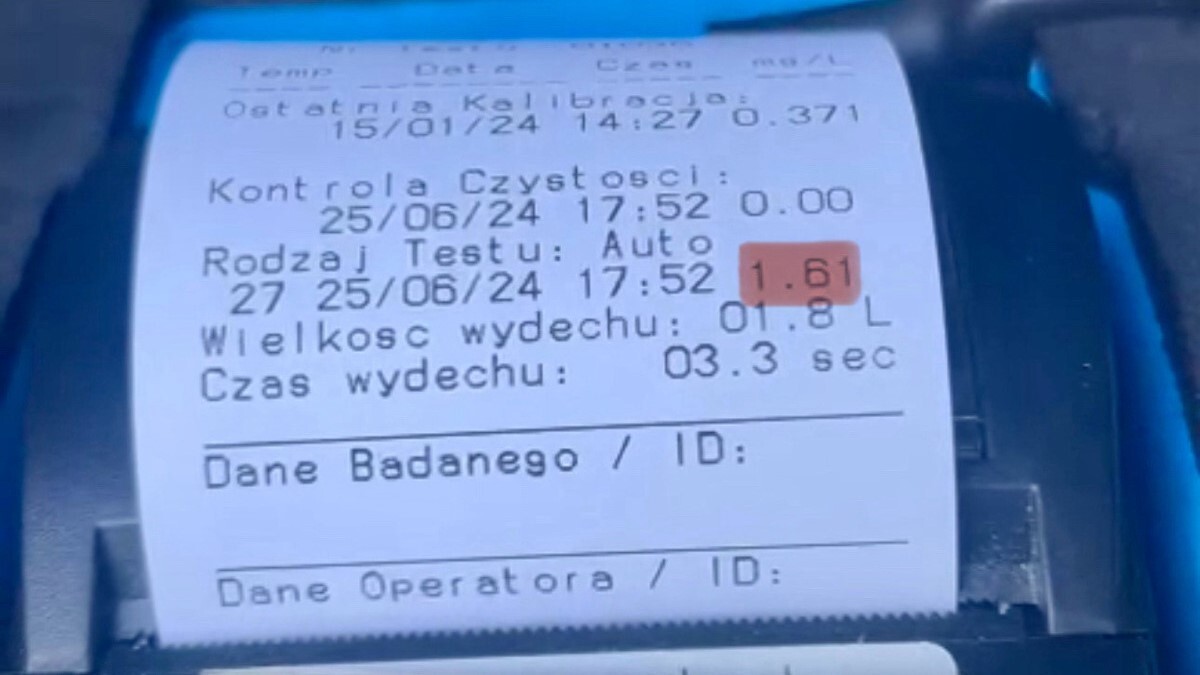 Temp Data Czas mg/L
Ostatnia Kalibracja:
15/01/24 14:27 0.371
Kontrola Czystosci:
25/06/24 17:52 0.00
Rodzaj Testu: Auto
27 25/06/24 17:52 1.61
Wielkosc wydechu: 01.8 L
Czas wydechu: 03.3 sec
Dane Badanego / ID:
Dane Operatora / ID: